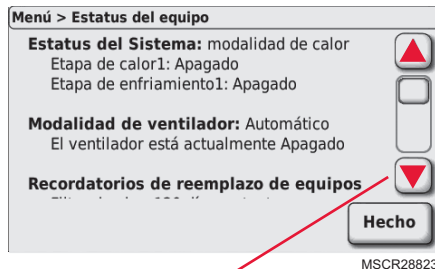 Menú > Estatus del equipo
Estatus del Sistema: modalidad de calor
Etapa de calor1: Apagado
Etapa de enfriamiento1: Apagado
Modalidad de ventilador: Automático
El ventilador está actualmente Apagado
Recordatorios de reemplazo de equipos
Hecho
MSCR28823